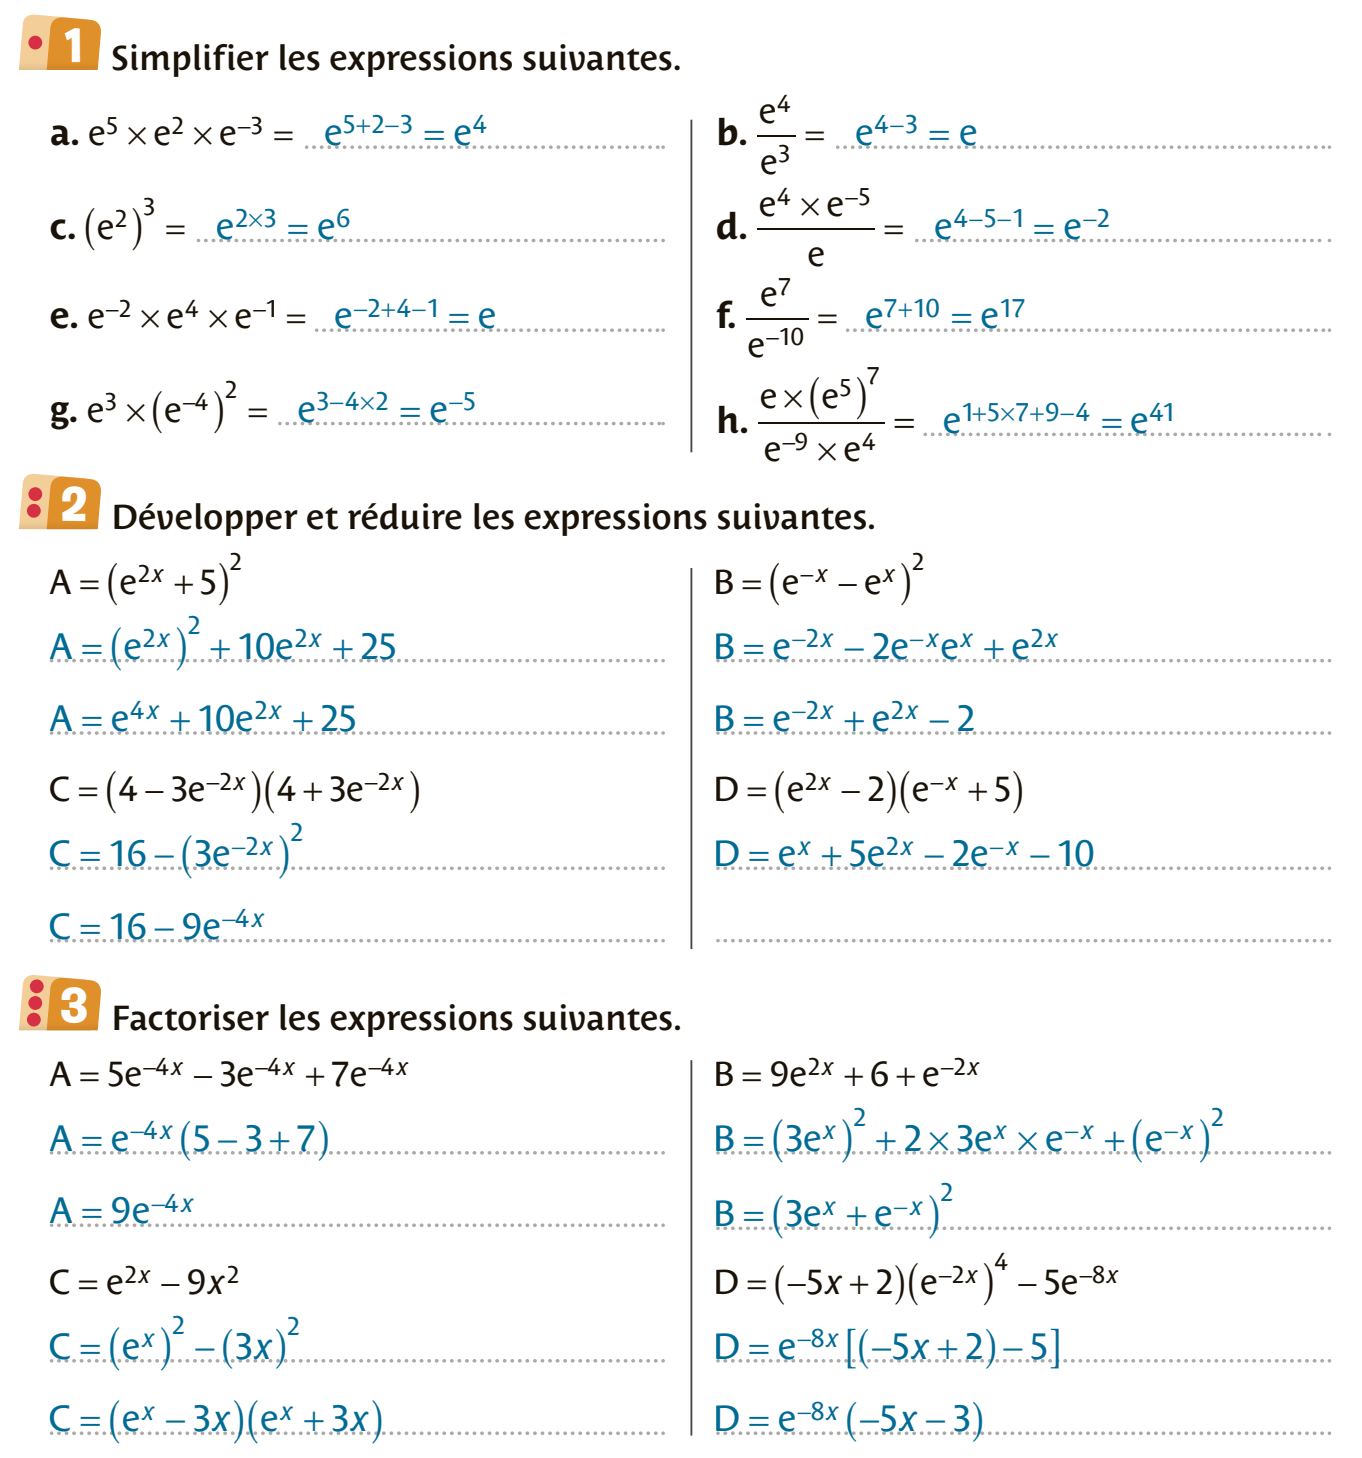 1 Simplifier les expressions suivantes.
a. e⁵ × e² × e⁻³ = e⁵⁺²⁻³ = e⁴
b. e⁴/e³ = e⁴⁻³ = e
c. (e²)³ = e²ˣ³ = e⁶
d. (e⁴ × e⁻⁵)/e = e⁴⁻⁵⁻¹ = e⁻²
e. e⁻² × e⁴ × e⁻¹ = e⁻²⁺⁴⁻¹ = e
f. e⁷/e⁻¹⁰ = e⁷⁺¹⁰ = e¹⁷
g. e³ × (e⁻⁴)² = e³⁻⁴ˣ² = e⁻⁵
h. (e × (e⁵)⁷)/(e⁻⁹ × e⁴) = e¹⁺⁵ˣ⁷⁺⁹⁻⁴ = e⁴¹
2 Développer et réduire les expressions suivantes.
A = (e²ˣ + 5)²
A = (e²ˣ)² + 10e²ˣ + 25
A = e⁴ˣ + 10e²ˣ + 25
B = (e⁻ˣ – eˣ)²
B = e⁻²ˣ – 2e⁻ˣeˣ + e²ˣ
B = e⁻²ˣ + e²ˣ – 2
C = (4 – 3e⁻²ˣ)(4 + 3e⁻²ˣ)
C = 16 – (3e⁻²ˣ)²
C = 16 – 9e⁻⁴ˣ
D = (e²ˣ – 2)(e⁻ˣ + 5)
D = eˣ + 5e²ˣ – 2e⁻ˣ – 10
3 Factoriser les expressions suivantes.
A = 5e⁻⁴ˣ – 3e⁻⁴ˣ + 7e⁻⁴ˣ
A = e⁻⁴ˣ(5 – 3 + 7)
A = 9e⁻⁴ˣ
B = 9e²ˣ + 6 + e⁻²ˣ
B = (3eˣ)² + 2 × 3eˣ × e⁻ˣ + (e⁻ˣ)²
B = (3eˣ + e⁻ˣ)²
C = e²ˣ – 9x²
C = (eˣ)² – (3x)²
C = (eˣ – 3x)(eˣ + 3x)
D = (–5x + 2)(e⁻²ˣ)⁴ – 5e⁻⁸ˣ
D = e⁻⁸ˣ[(–5x + 2) – 5]
D = e⁻⁸ˣ(–5x – 3)